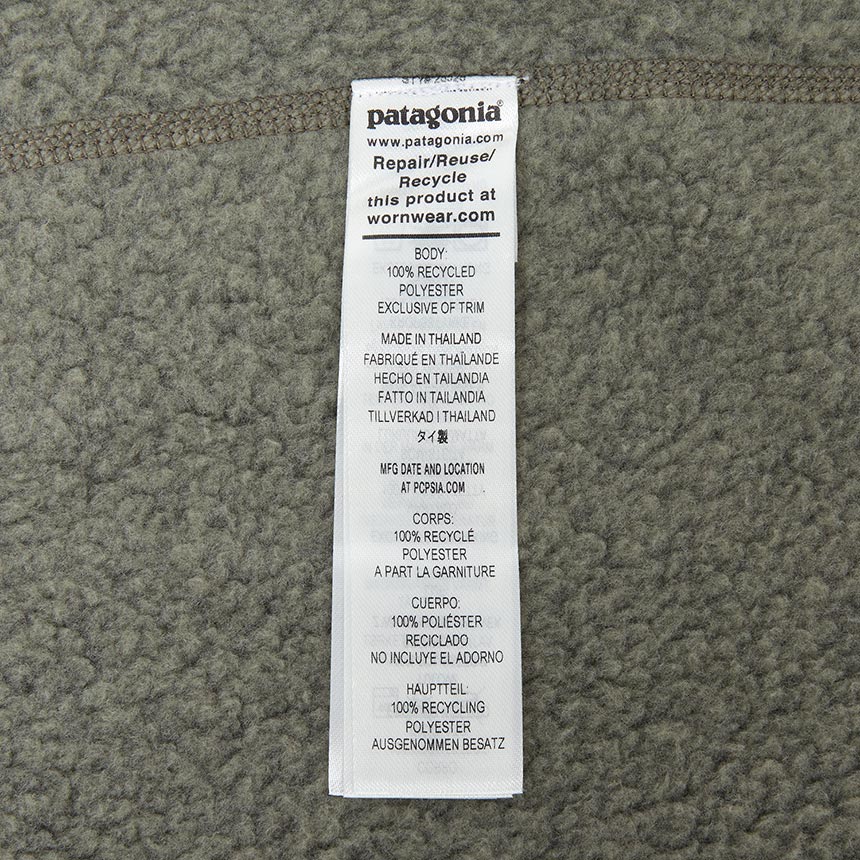 patagonia®
www.patagonia.com
Repair/Reuse/
Recycle
this product at
wornwear.com
BODY:
100% RECYCLED
POLYESTER
EXCLUSIVE OF TRIM
MADE IN THAILAND
FABRIQUÉ EN THAÏLANDE
HECHO EN TAILANDIA
FATTO IN TAILANDIA
TILLVERKAD I THAILAND
タイ製
MFG DATE AND LOCATION
AT PCPSIA.COM
CORPS:
100% RECYCLÉ
POLYESTER
A PART LA GARNITURE
CUERPO:
100% POLIÉSTER
RECICLADO
NO INCLUYE EL ADORNO
HAUPTTEIL:
100% RECYCLING
POLYESTER
AUSGENOMMEN BESATZ